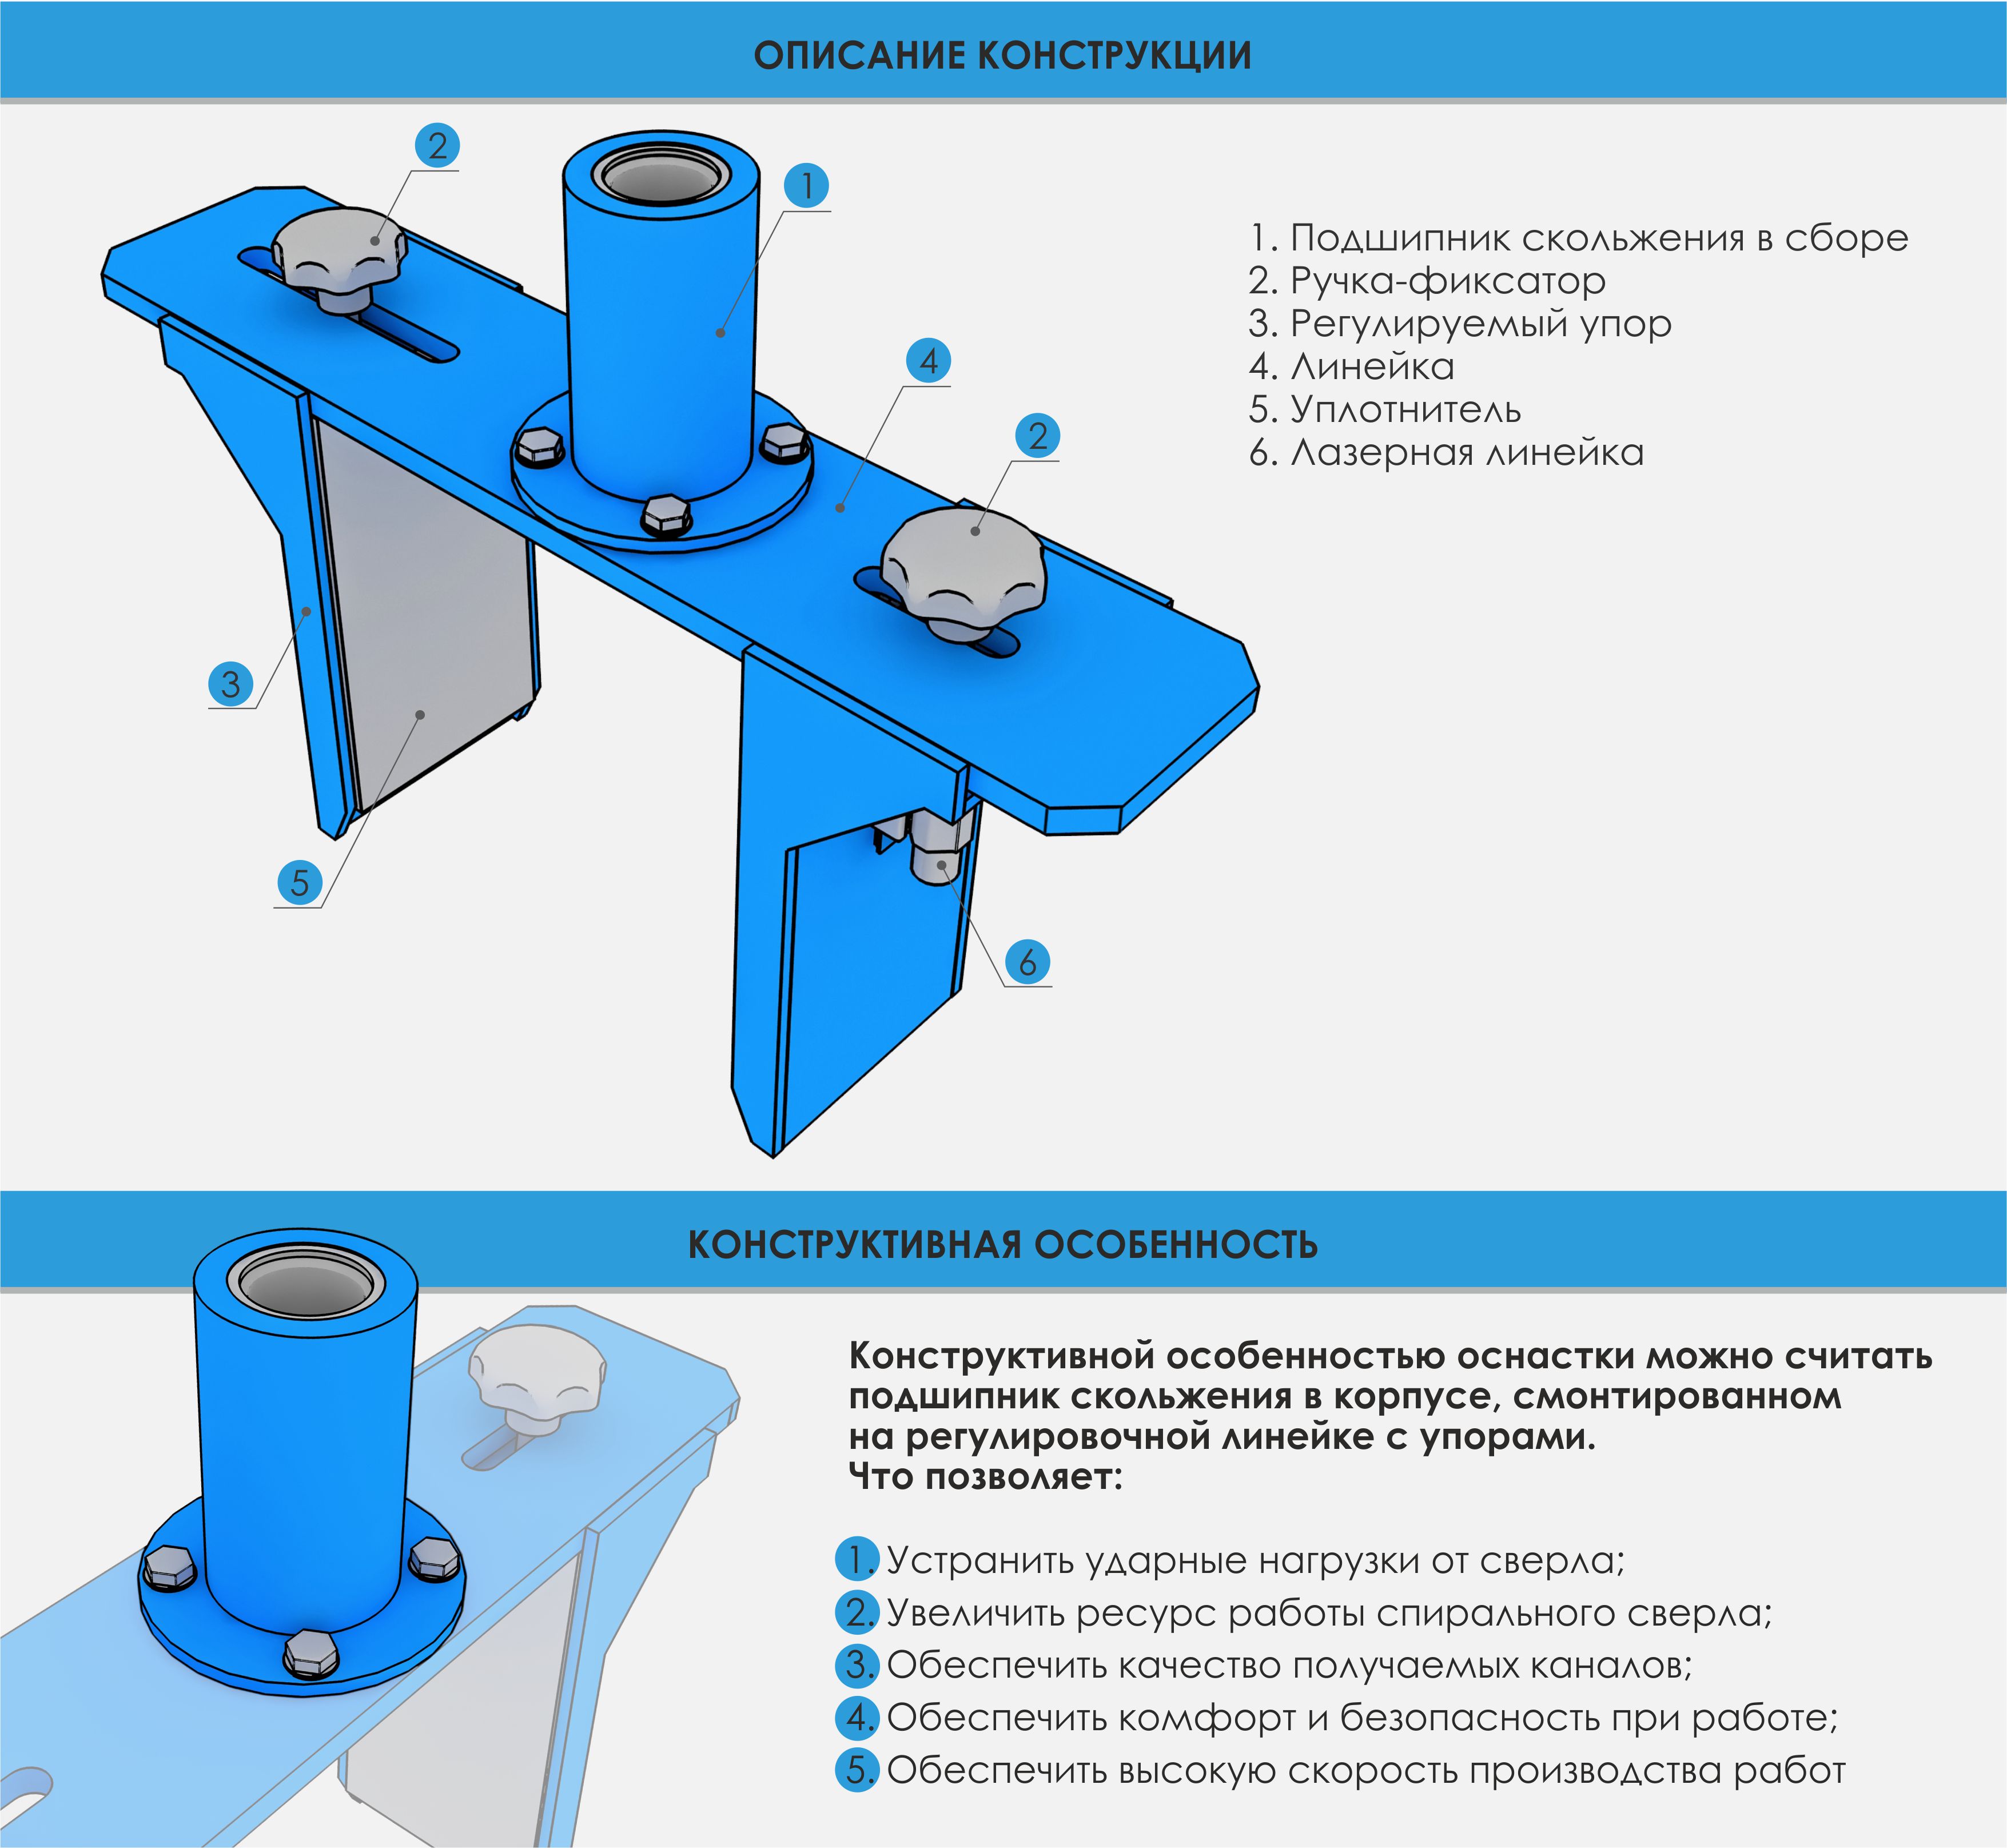 ОПИСАНИЕ КОНСТРУКЦИИ
2
1
1. Подшипник скольжения в сборе
2. Ручка-фиксатор
3. Регулируемый упор
4. Линейка
5. Уплотнитель
6. Лазерная линейка
4
2
3
5
6
КОНСТРУКТИВНАЯ ОСОБЕННОСТЬ
Конструктивной особенностью оснастки можно считать
подшипник скольжения в корпусе, смонтированном
на регулировочной линейке с упорами.
Что позволяет:
1. Устранить ударные нагрузки от сверла;
2. Увеличить ресурс работы спирального сверла;
3. Обеспечить качество получаемых каналов;
4. Обеспечить комфорт и безопасность при работе;
5. Обеспечить высокую скорость производства работ